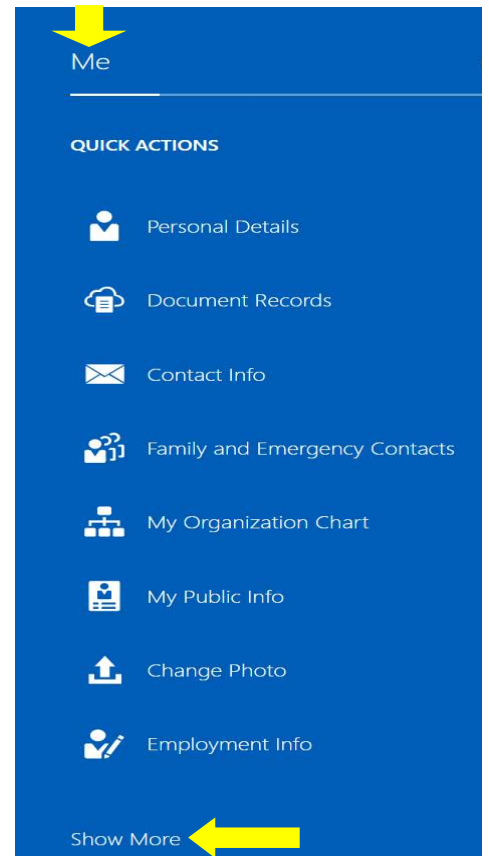 Me
QUICK ACTIONS
Personal Details
Document Records
Contact Info
Family and Emergency Contacts
My Organization Chart
My Public Info
Change Photo
Employment Info
Show More